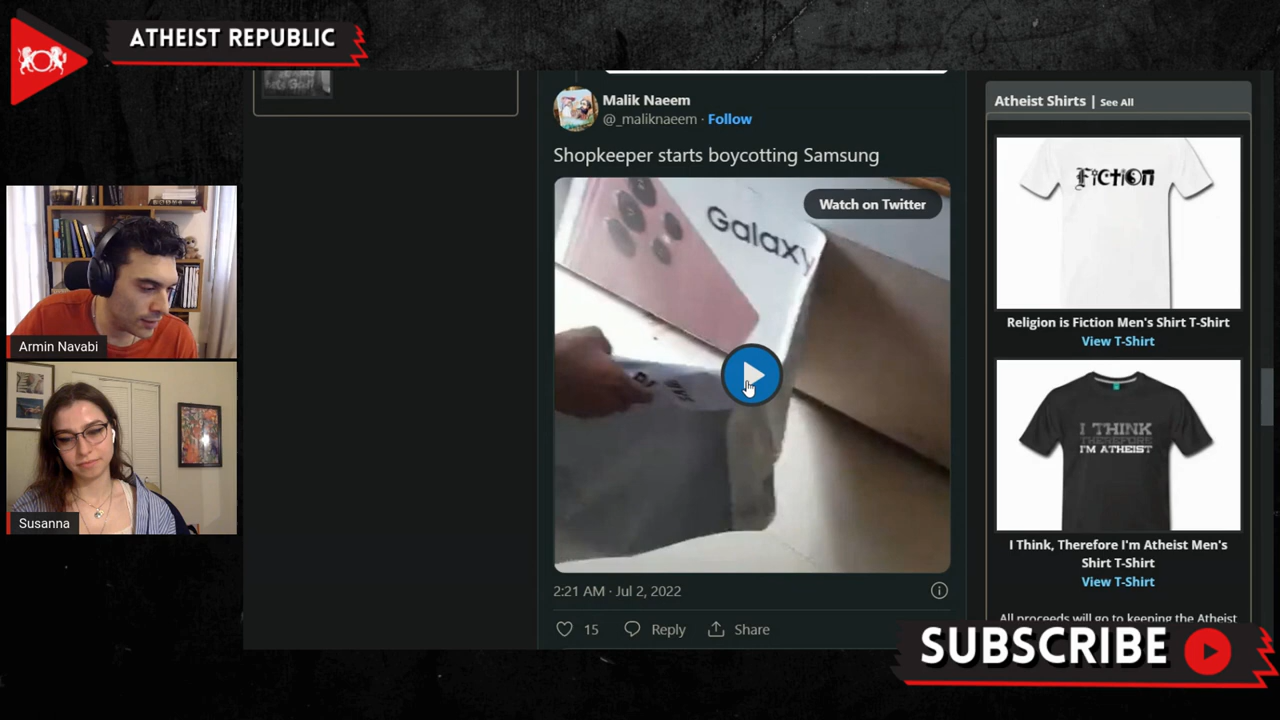 ATHEIST REPUBLIC
Armin Navabi
Susanna
Malik Naeem
@_maliknaeem · Follow
Shopkeeper starts boycotting Samsung
Watch on Twitter
Galaxy
2:21 AM · Jul 2, 2022
15
Reply
Share
Atheist Shirts | See All
FICTION
Religion is Fiction Men's Shirt T-Shirt
View T-Shirt
I THINK
THEREFORE
I'M ATHEIST
I Think, Therefore I'm Atheist Men's
Shirt T-Shirt
View T-Shirt
All proceeds will go to keeping the Atheist
SUBSCRIBE